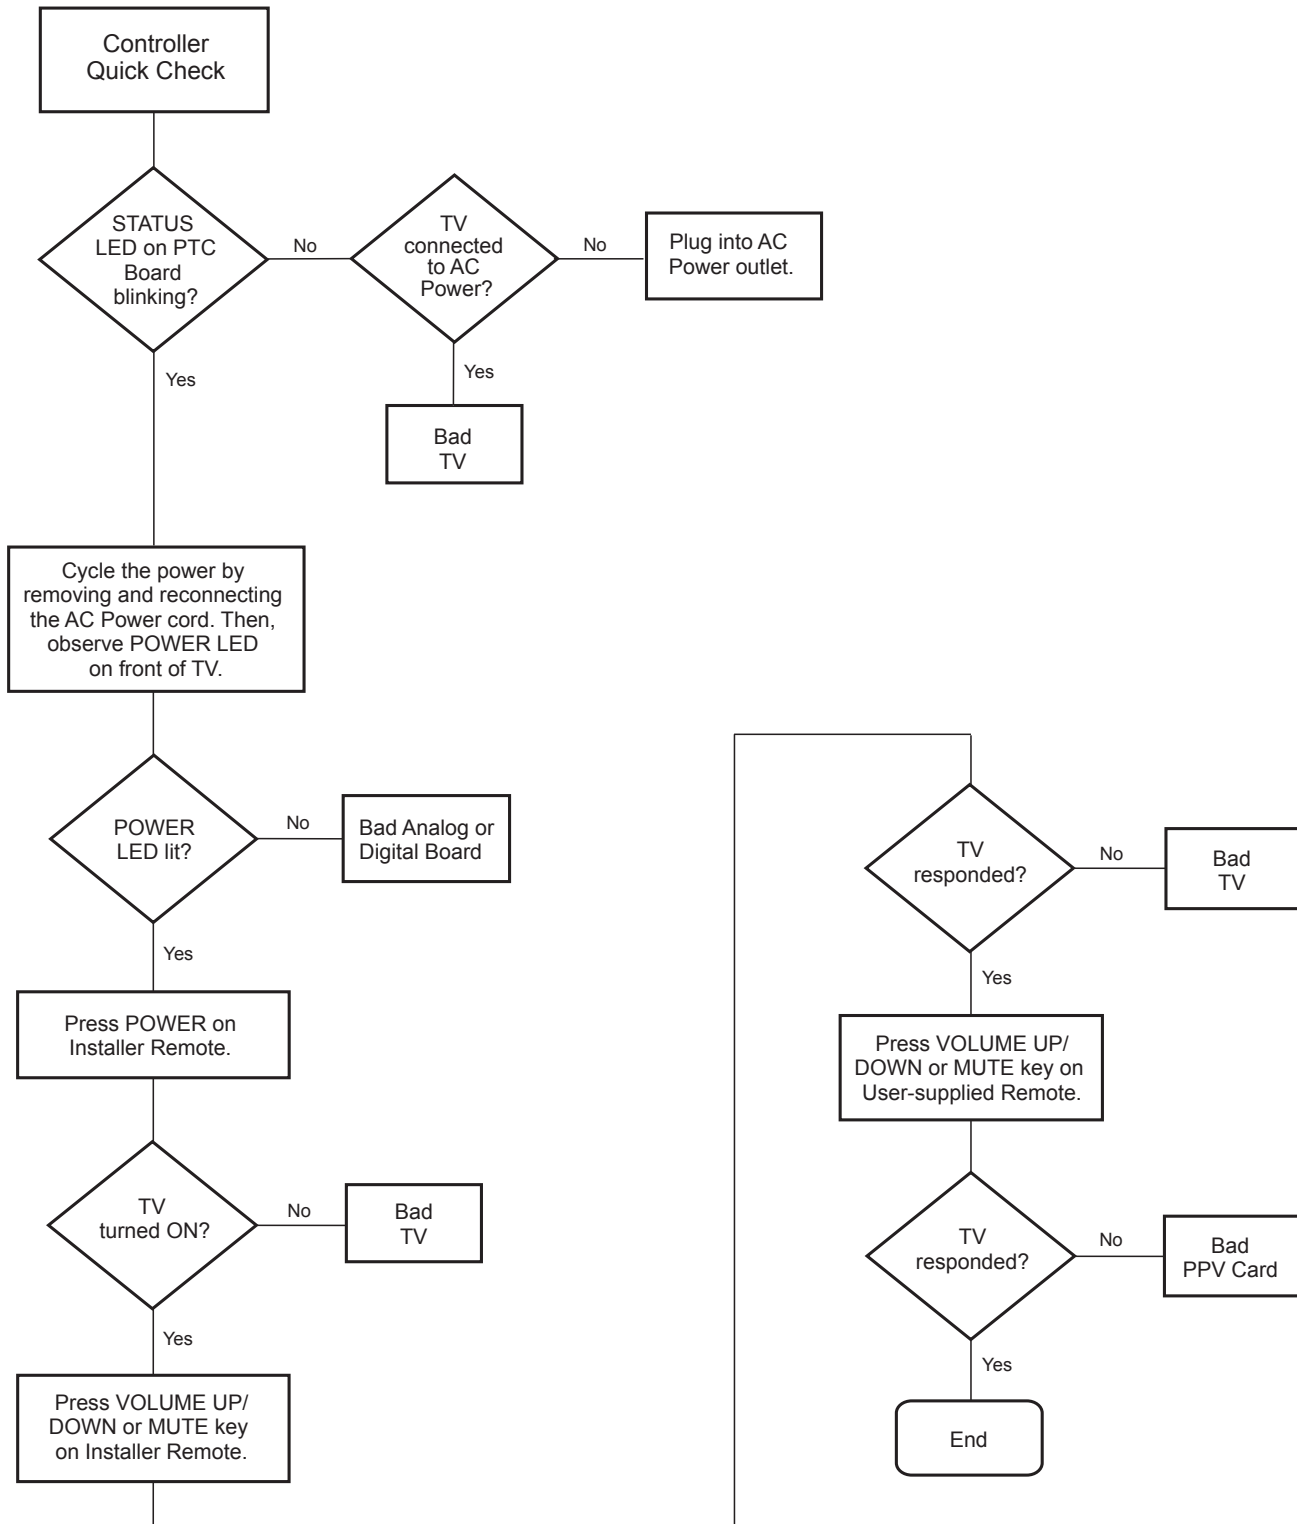 Controller
Quick Check
STATUS
LED on PTC
Board
blinking?
No
TV
connected
to AC
Power?
No
Plug into AC
Power outlet.
Yes
Yes
Bad
TV
Cycle the power by
removing and reconnecting
the AC Power cord. Then,
observe POWER LED
on front of TV.
POWER
LED lit?
No
Bad Analog or
Digital Board
Yes
Press POWER on
Installer Remote.
TV
turned ON?
No
Bad
TV
Yes
Press VOLUME UP/
DOWN or MUTE key
on Installer Remote.
TV
responded?
No
Bad
TV
Yes
Press VOLUME UP/
DOWN or MUTE key on
User-supplied Remote.
TV
responded?
No
Bad
PPV Card
Yes
End